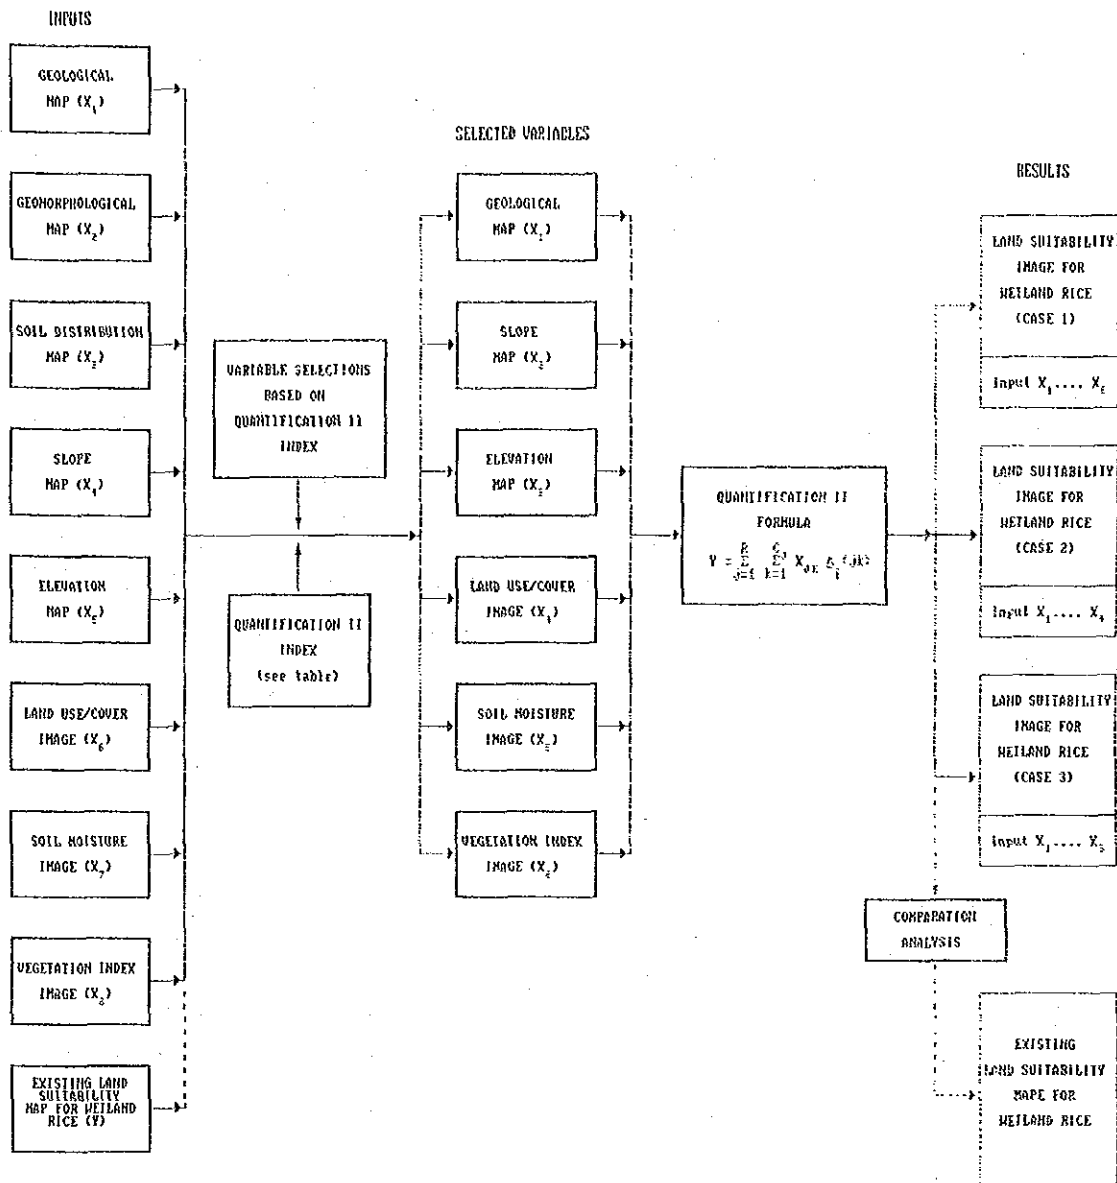 INPUTS
GEOLOGICAL
MAP (X₁)
GEOMORPHOLOGICAL
MAP (X₂)
SOIL DISTRIBUTION
MAP (X₃)
SLOPE
MAP (X₄)
ELEVATION
MAP (X₅)
LAND USE/COVER
IMAGE (X₆)
SOIL MOISTURE
IMAGE (X₇)
VEGETATION INDEX
IMAGE (X₈)
EXISTING LAND
SUITABILITY
MAP FOR WETLAND
RICE (Y)
VARIABLE SELECTIONS
BASED ON
QUANTIFICATION II
INDEX
QUANTIFICATION II
INDEX
(see table)
SELECTED VARIABLES
GEOLOGICAL
MAP (X₁)
SLOPE
MAP (X₂)
ELEVATION
MAP (X₃)
LAND USE/COVER
IMAGE (X₄)
SOIL MOISTURE
IMAGE (X₅)
VEGETATION INDEX
IMAGE (X₆)
QUANTIFICATION II
FORMULA
RESULTS
LAND SUITABILITY
IMAGE FOR
WETLAND RICE
(CASE 1)
Input X₁.... X₆
LAND SUITABILITY
IMAGE FOR
WETLAND RICE
(CASE 2)
Input X₁.... X₄
LAND SUITABILITY
IMAGE FOR
WETLAND RICE
(CASE 3)
Input X₁.... X₅
COMPARATION
ANALYSIS
EXISTING
LAND SUITABILITY
MAPE FOR
WETLAND RICE